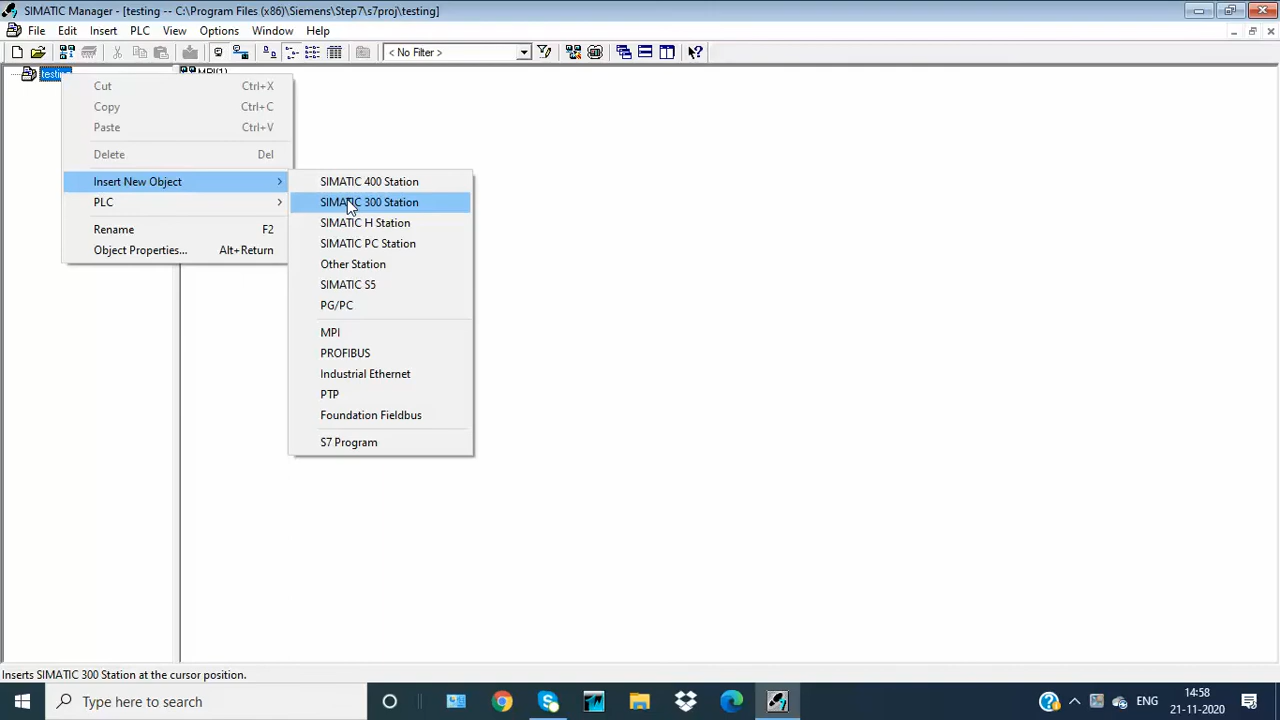 SIMATIC Manager - [testing -- C:\Program Files (x86)\Siemens\Step7\s7proj\testing]
File Edit Insert PLC View Options Window Help
< No Filter >
testing
MPI(1)
Cut Ctrl+X
Copy Ctrl+C
Paste Ctrl+V
Delete Del
Insert New Object
PLC
Rename F2
Object Properties... Alt+Return
SIMATIC 400 Station
SIMATIC 300 Station
SIMATIC H Station
SIMATIC PC Station
Other Station
SIMATIC S5
PG/PC
MPI
PROFIBUS
Industrial Ethernet
PTP
Foundation Fieldbus
S7 Program
Inserts SIMATIC 300 Station at the cursor position.
Type here to search
ENG
14:58
21-11-2020